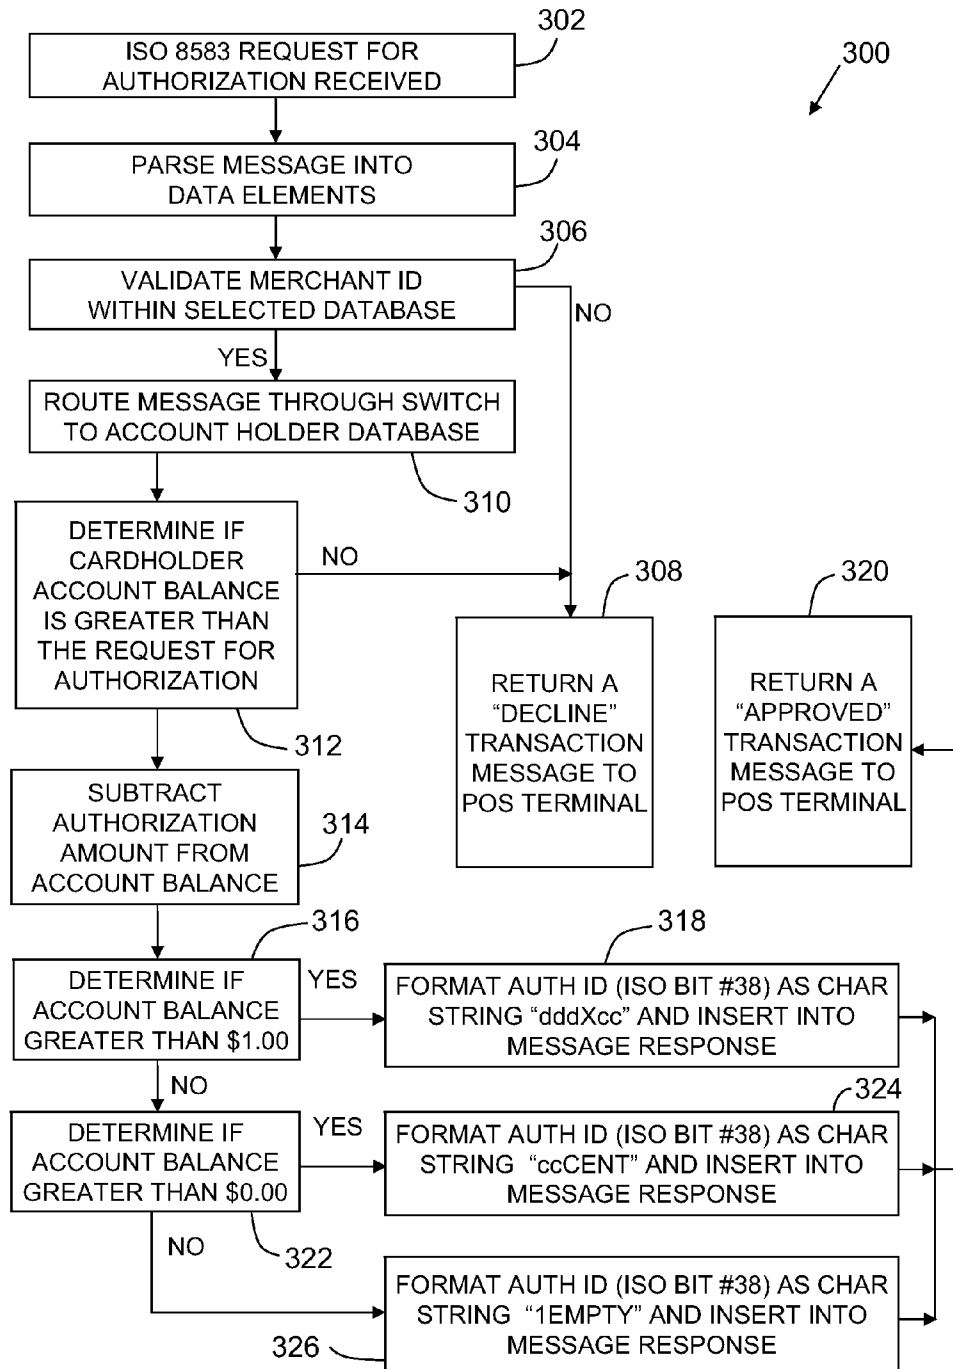 302
ISO 8583 REQUEST FOR
AUTHORIZATION RECEIVED
300
304
PARSE MESSAGE INTO
DATA ELEMENTS
306
VALIDATE MERCHANT ID
WITHIN SELECTED DATABASE
NO
YES
ROUTE MESSAGE THROUGH SWITCH
TO ACCOUNT HOLDER DATABASE
310
DETERMINE IF
CARDHOLDER
ACCOUNT BALANCE
IS GREATER THAN
THE REQUEST FOR
AUTHORIZATION
NO
312
308
RETURN A
“DECLINE”
TRANSACTION
MESSAGE TO
POS TERMINAL
320
RETURN A
“APPROVED”
TRANSACTION
MESSAGE TO
POS TERMINAL
SUBTRACT
AUTHORIZATION
AMOUNT FROM
ACCOUNT BALANCE
314
316
DETERMINE IF
ACCOUNT BALANCE
GREATER THAN $1.00
YES
318
FORMAT AUTH ID (ISO BIT #38) AS CHAR
STRING “dddXcc” AND INSERT INTO
MESSAGE RESPONSE
NO
DETERMINE IF
ACCOUNT BALANCE
GREATER THAN $0.00
YES
324
FORMAT AUTH ID (ISO BIT #38) AS CHAR
STRING “ccCENT” AND INSERT INTO
MESSAGE RESPONSE
NO
322
FORMAT AUTH ID (ISO BIT #38) AS CHAR
STRING “1EMPTY” AND INSERT INTO
MESSAGE RESPONSE
326